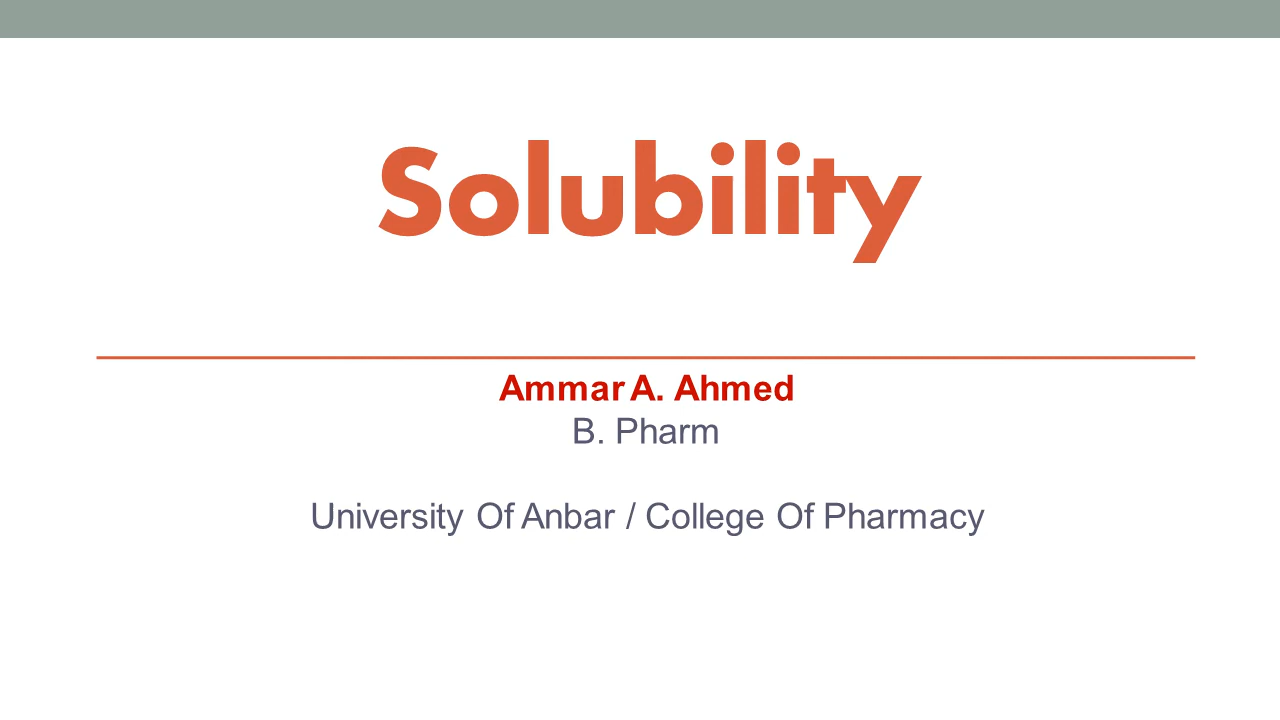 Solubility
Ammar A. Ahmed
B. Pharm
University Of Anbar / College Of Pharmacy